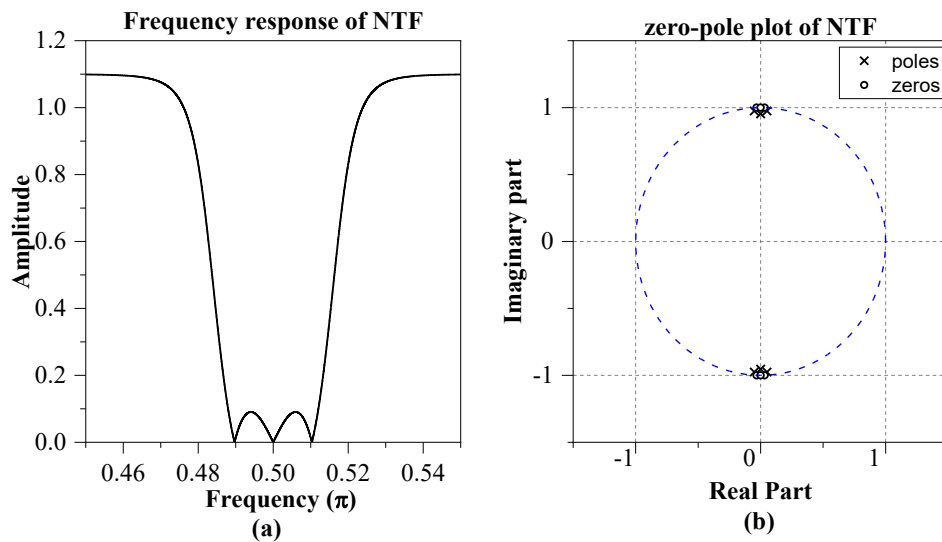 Frequency response of NTF
1.2
1.0
0.8
0.6
0.4
0.2
0.0
Amplitude
0.46 0.48 0.50 0.52 0.54
Frequency (π)
(a)
zero-pole plot of NTF
poles
zeros
1
0
-1
Imaginary part
-1 0 1
Real Part
(b)